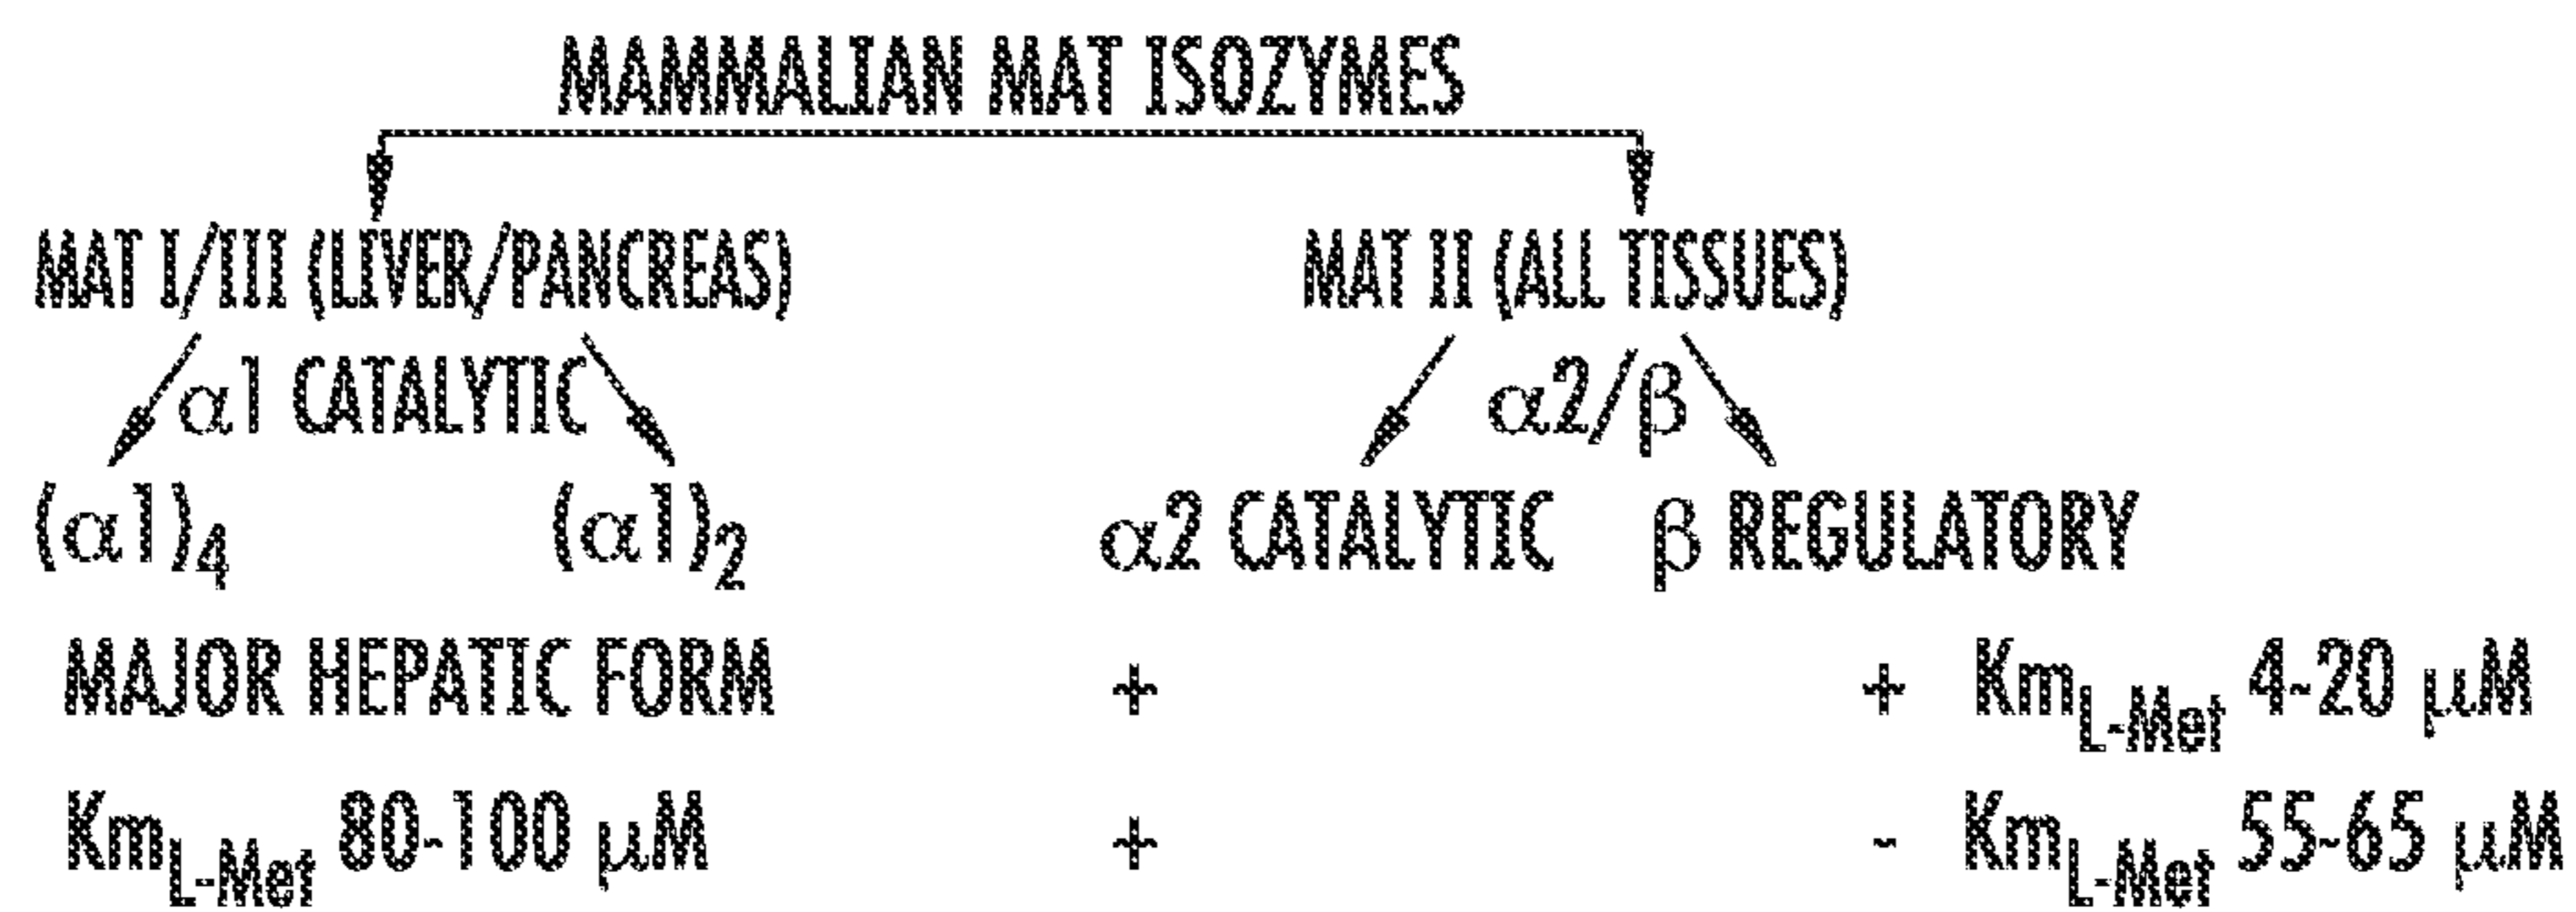 MAMMALIAN MAT ISOZYMES
MAT I/III (LIVER/PANCREAS) MAT II (ALL TISSUES)
α1 CATALYTIC α2/β
(α1)4 (α1)2 α2 CATALYTIC β REGULATORY
MAJOR HEPATIC FORM + + KmL-Met 4-20 μM
KmL-Met 80-100 μM + - KmL-Met 55-65 μM